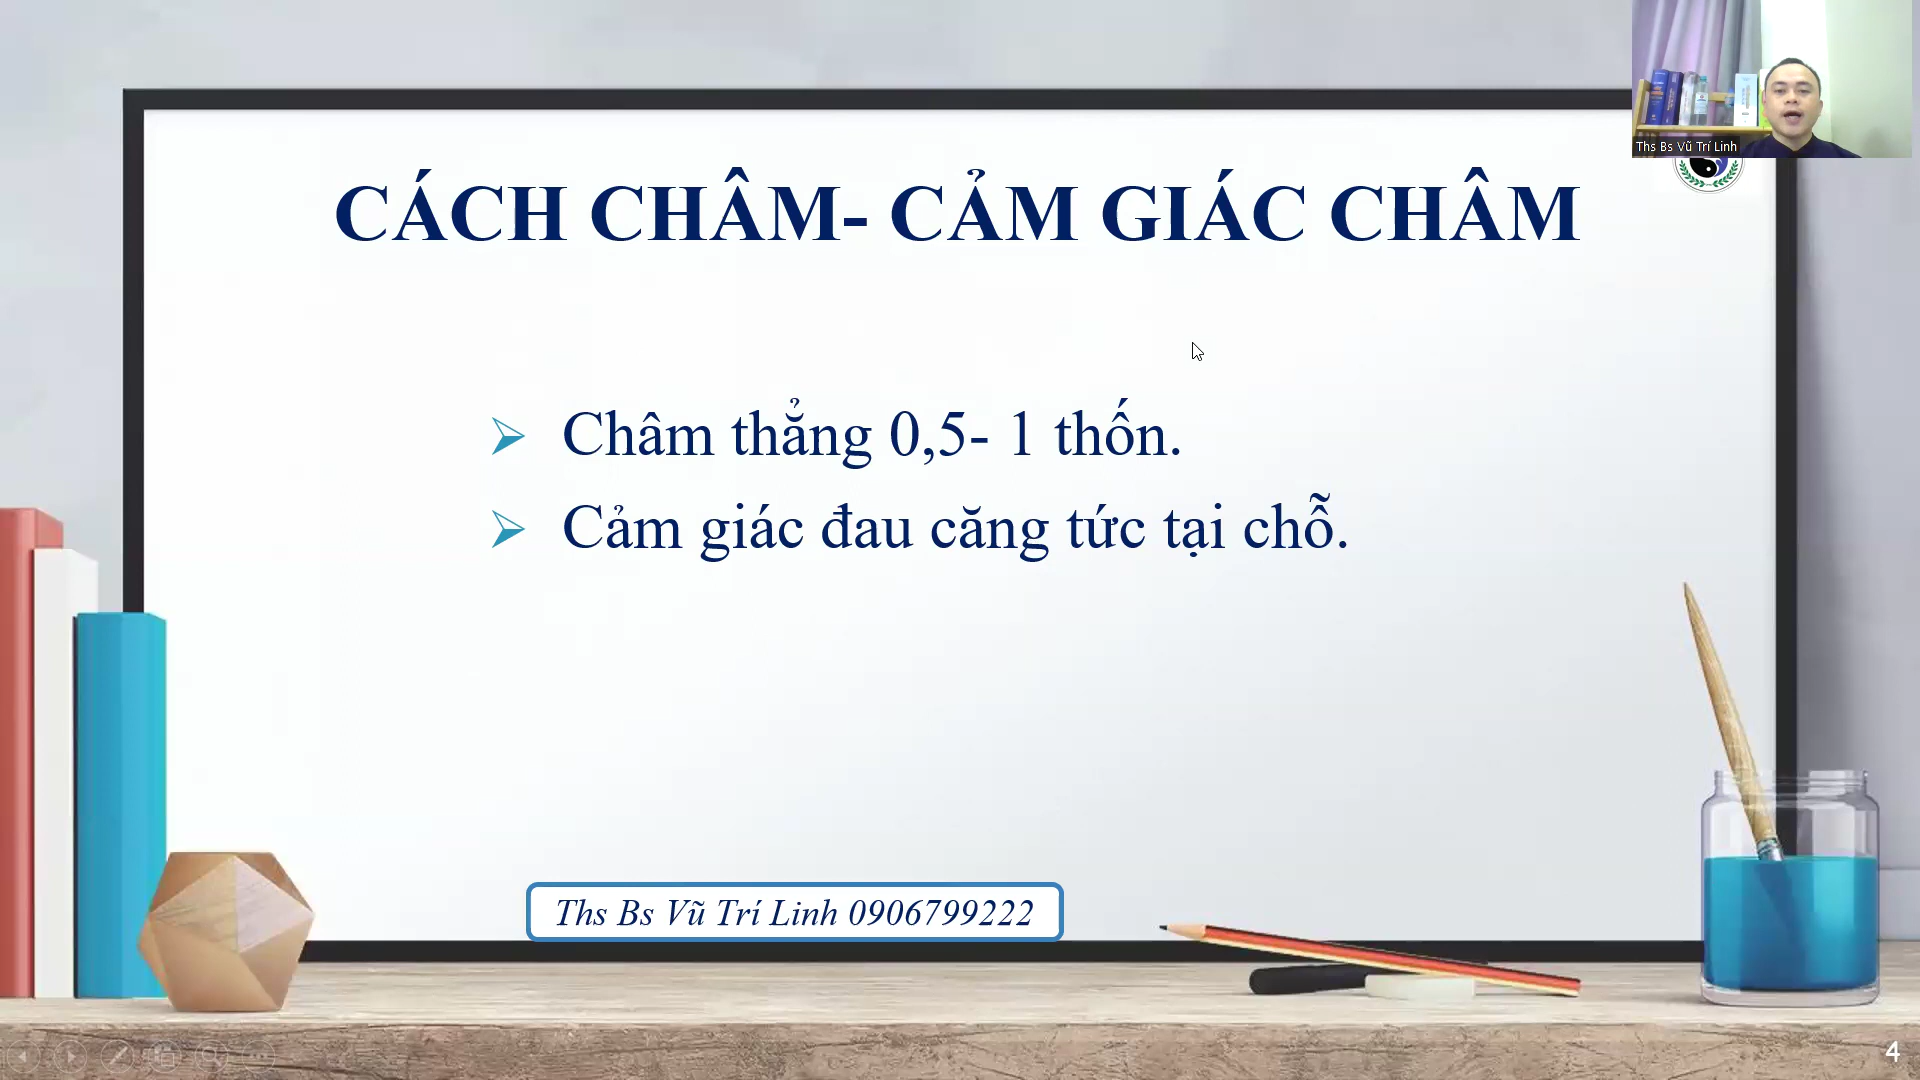 Ths Bs Vũ Trí Linh
CÁCH CHÂM- CẢM GIÁC CHÂM
Châm thẳng 0,5- 1 thốn.
Cảm giác đau căng tức tại chỗ.
Ths Bs Vũ Trí Linh 0906799222
4